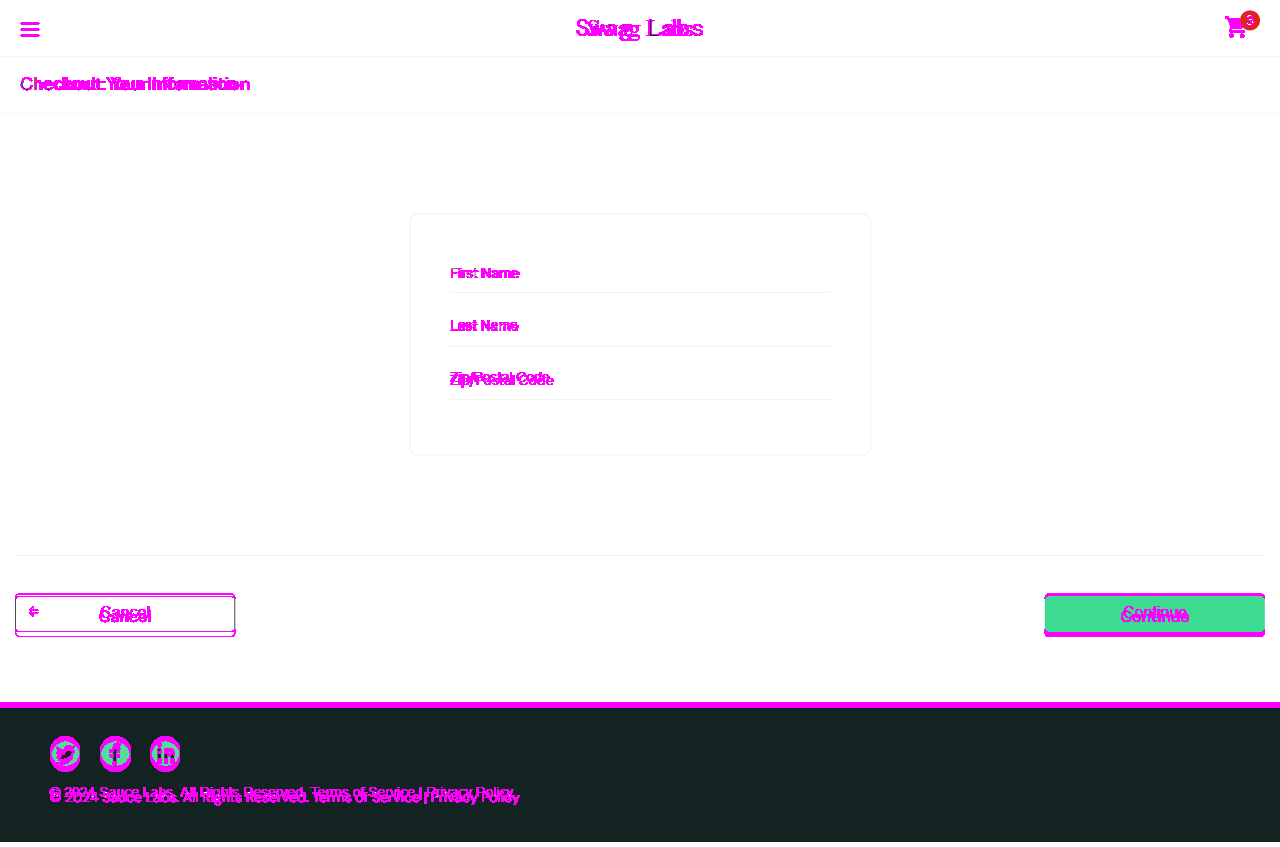 Swag Labs
3
Checkout: Your Information
First Name
Last Name
Zip/Postal Code
Cancel
Continue
© 2024 Sauce Labs. All Rights Reserved. Terms of Service | Privacy Policy